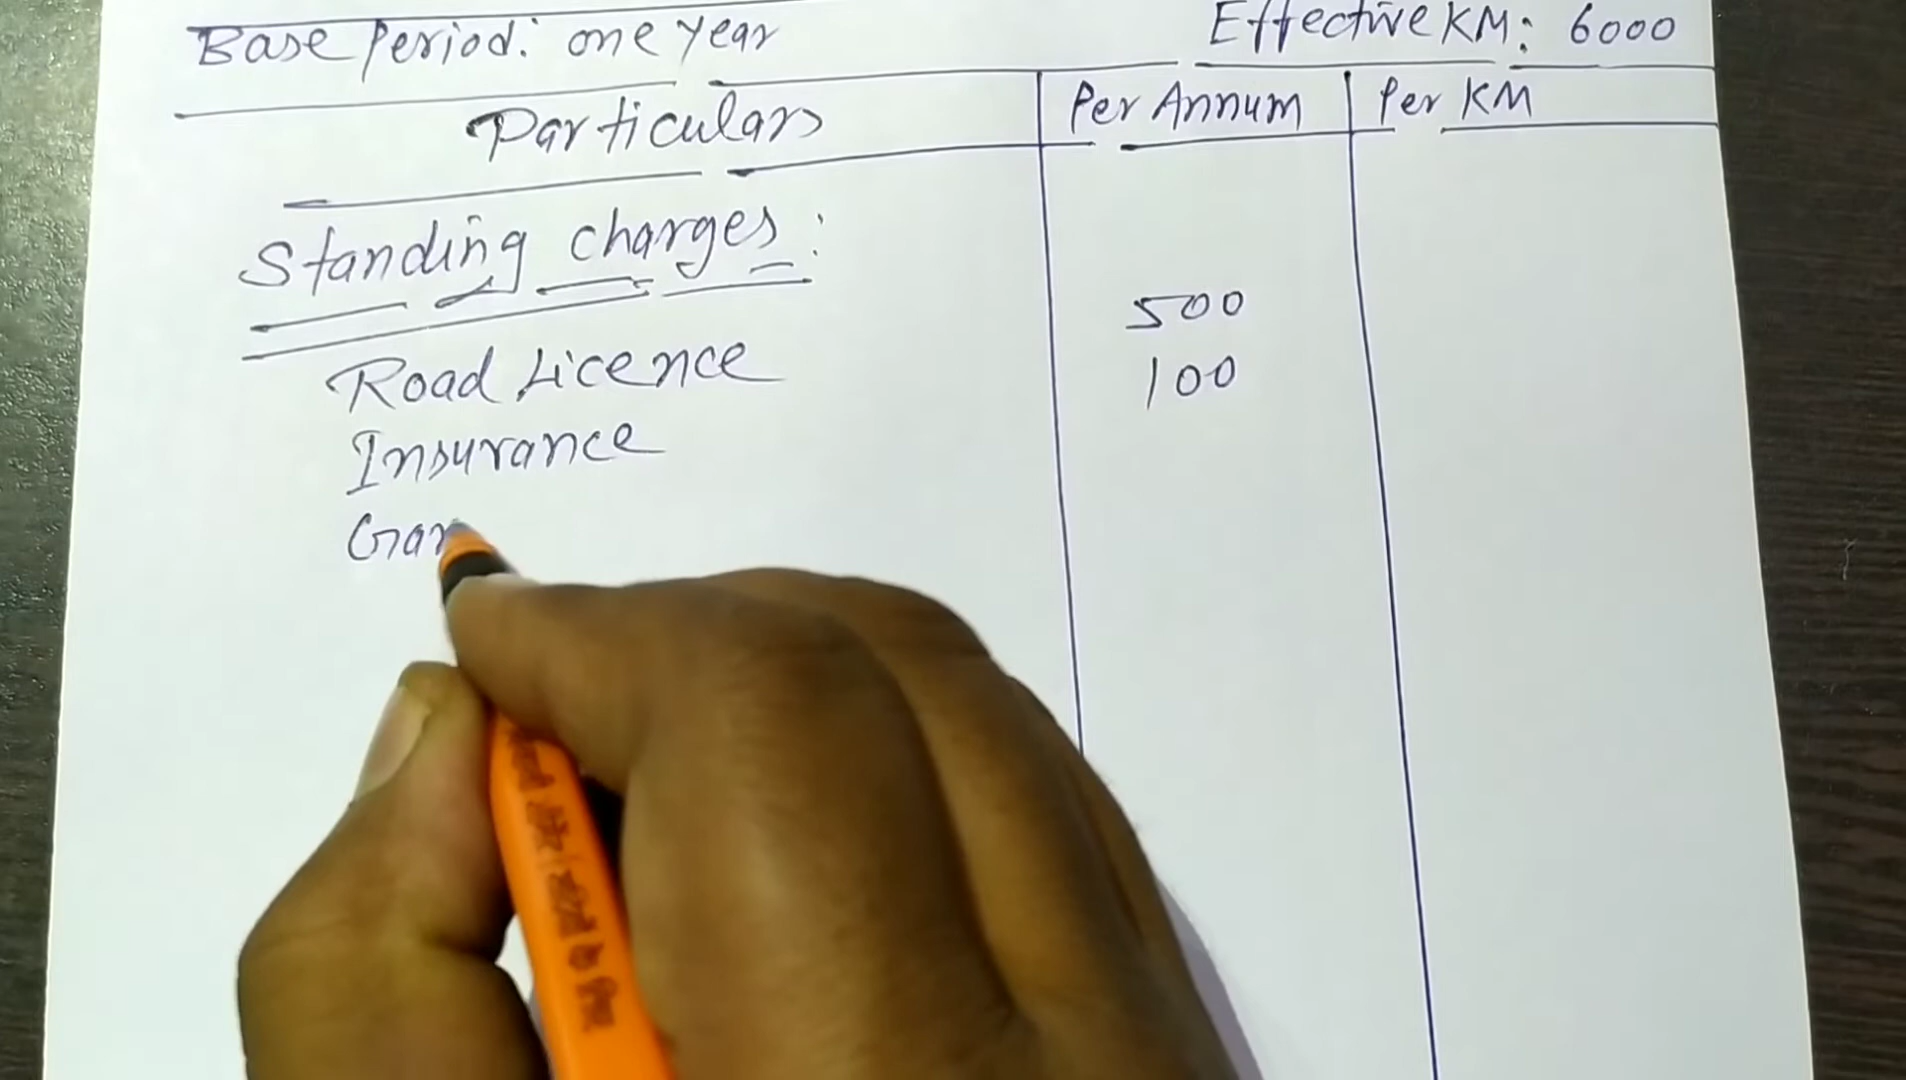 Base period: one year Effective KM: 6000
Particulars Per Annum Per KM
Standing charges:
Road Licence 500
Insurance 100
Gar